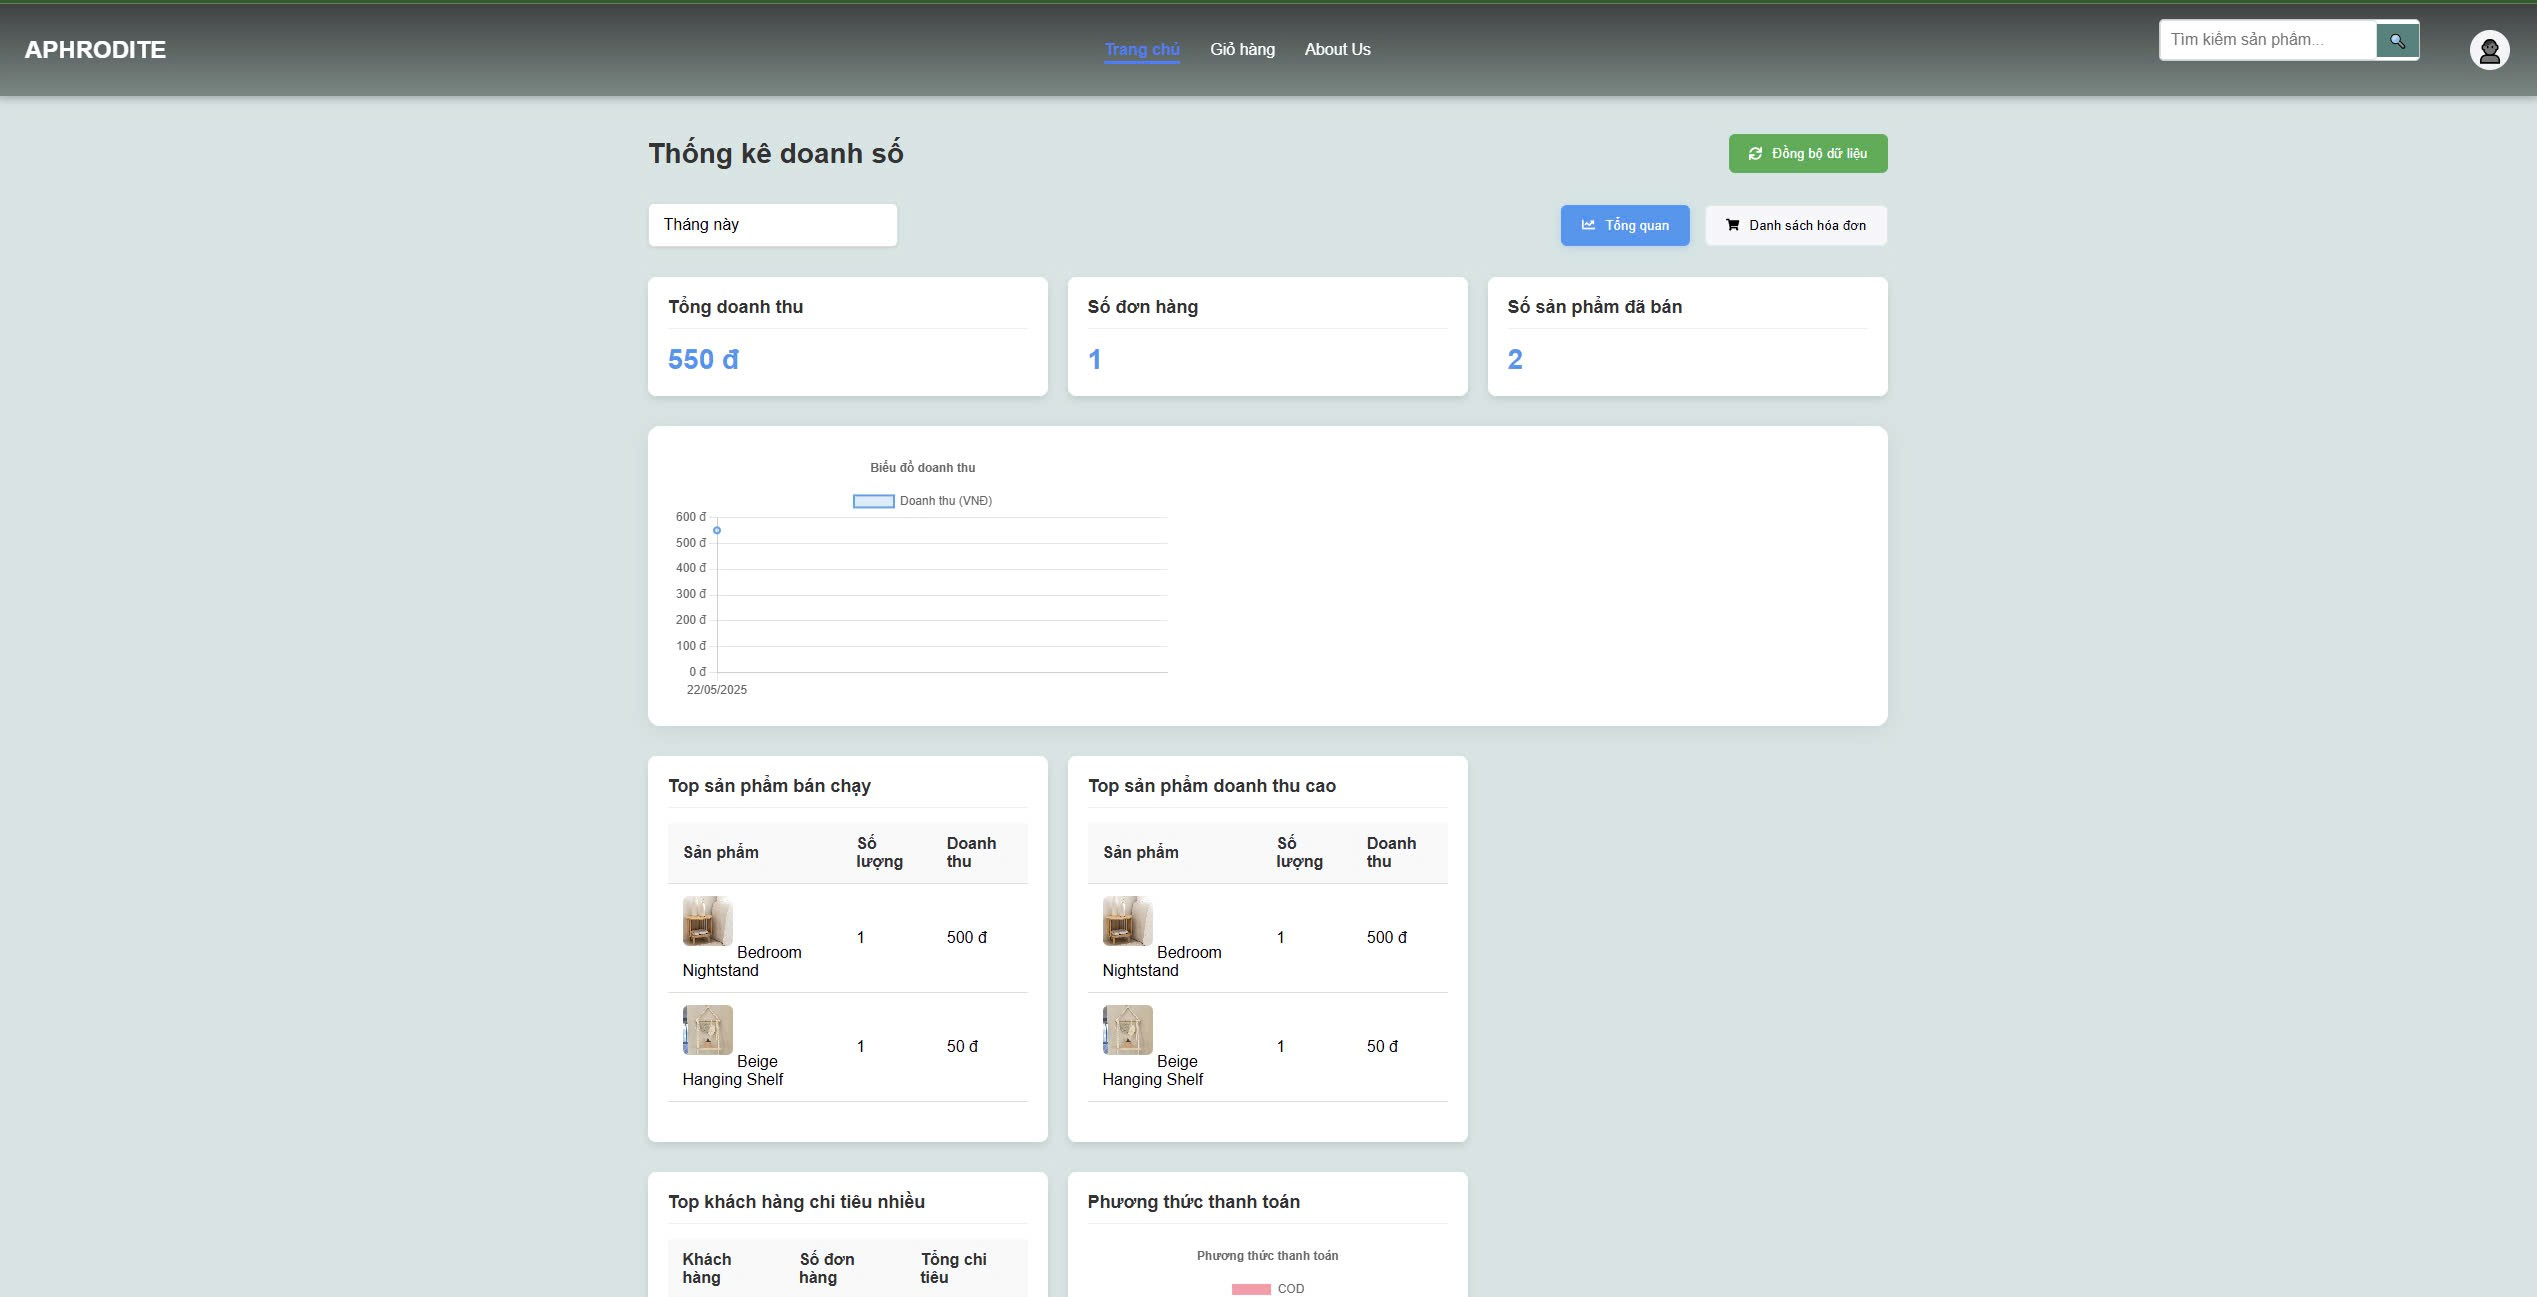 APHRODITE
Trang chủ
Giỏ hàng
About Us
Tìm kiếm sản phẩm...
Thống kê doanh số
Đồng bộ dữ liệu
Tháng này
Tổng quan
Danh sách hóa đơn
Tổng doanh thu
550 đ
Số đơn hàng
1
Số sản phẩm đã bán
2
Biểu đồ doanh thu
Doanh thu (VNĐ)
600 đ
500 đ
400 đ
300 đ
200 đ
100 đ
0 đ
22/05/2025
Top sản phẩm bán chạy
Sản phẩm
Số
lượng
Doanh
thu
Bedroom
Nightstand
1
500 đ
Beige
Hanging Shelf
1
50 đ
Top sản phẩm doanh thu cao
Sản phẩm
Số
lượng
Doanh
thu
Bedroom
Nightstand
1
500 đ
Beige
Hanging Shelf
1
50 đ
Top khách hàng chi tiêu nhiều
Khách
hàng
Số đơn
hàng
Tổng chi
tiêu
Phương thức thanh toán
Phương thức thanh toán
COD